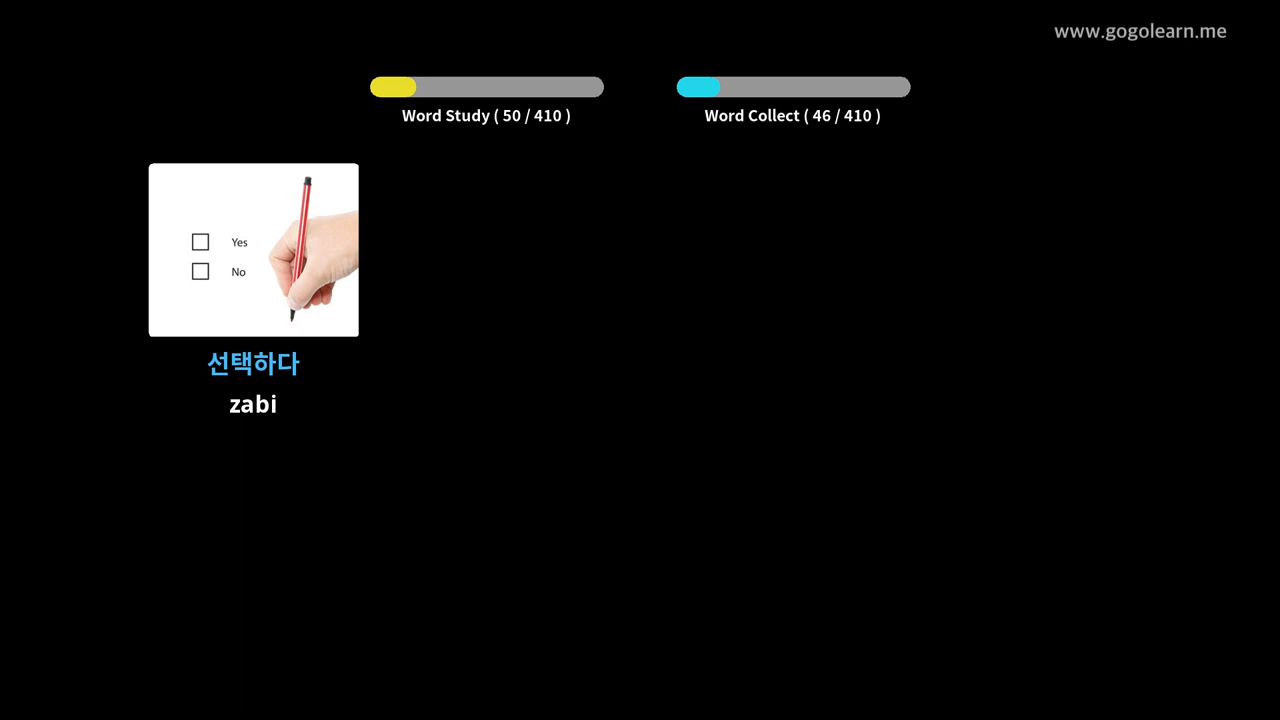 www.gogolearn.me
Word Study ( 50 / 410 )
Word Collect ( 46 / 410 )
Yes
No
선택하다
zabi